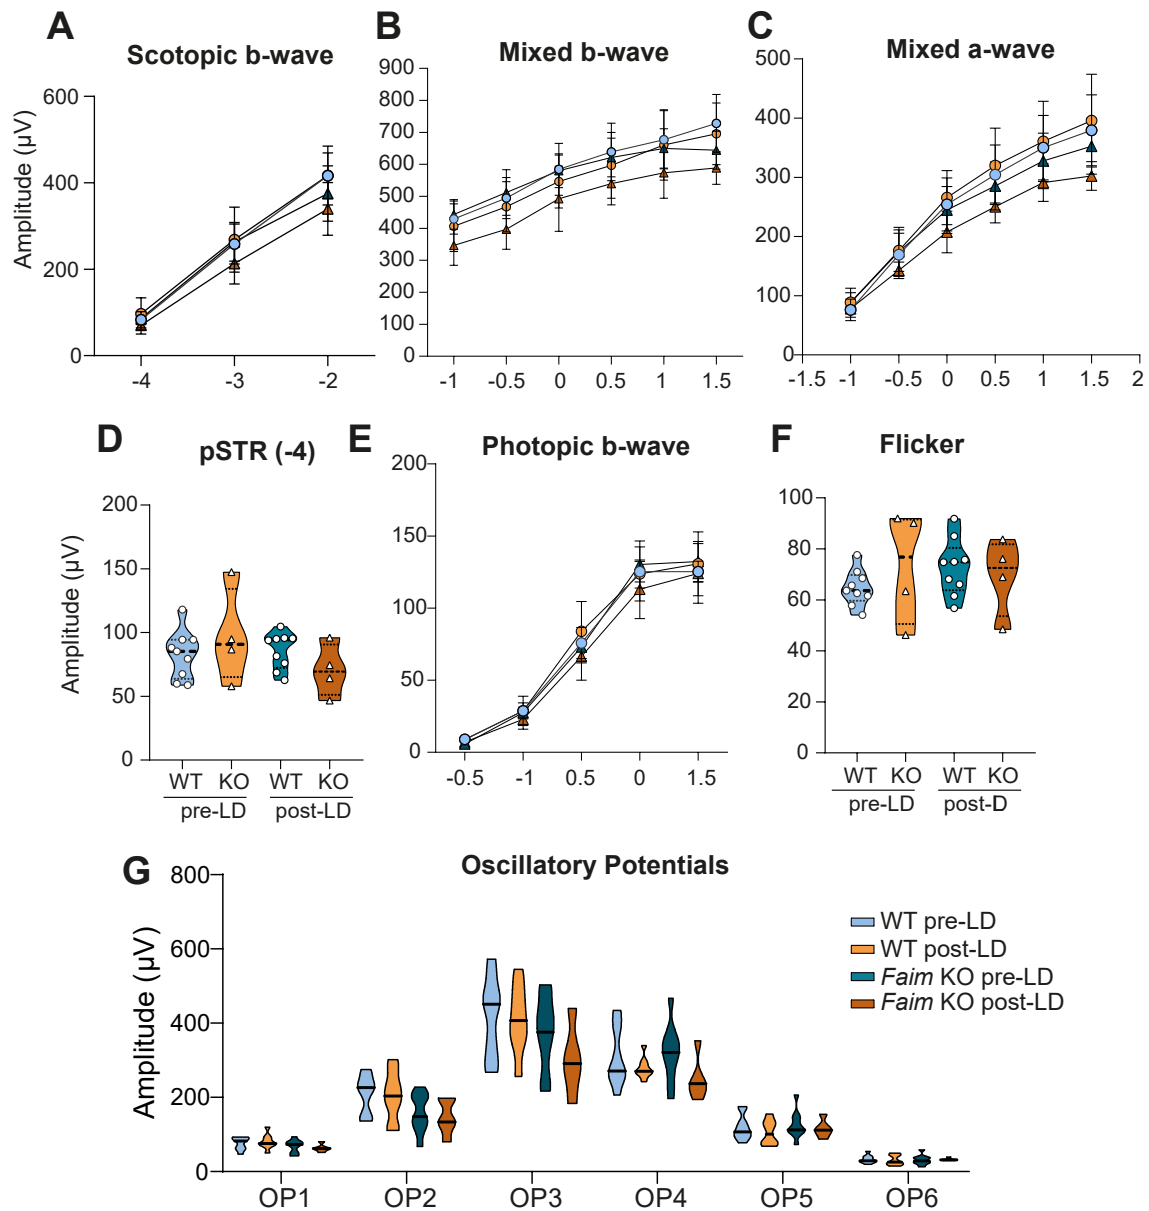 A
Scotopic b-wave
Amplitude (µV)
600
400
200
0
-4 -3 -2
B
Mixed b-wave
900
800
700
600
500
400
300
200
100
0
-1 -0.5 0 0.5 1 1.5
C
Mixed a-wave
500
400
300
200
100
0
-1.5 -1 -0.5 0 0.5 1 1.5 2
D
pSTR (-4)
Amplitude (µV)
200
150
100
50
0
WT KO WT KO
pre-LD post-LD
E
Photopic b-wave
200
150
100
50
0
-0.5 -1 0.5 0 1.5
F
Flicker
100
80
60
40
20
0
WT KO WT KO
pre-LD post-D
G
Oscillatory Potentials
Amplitude (µV)
800
600
400
200
0
OP1 OP2 OP3 OP4 OP5 OP6
WT pre-LD
WT post-LD
Faim KO pre-LD
Faim KO post-LD